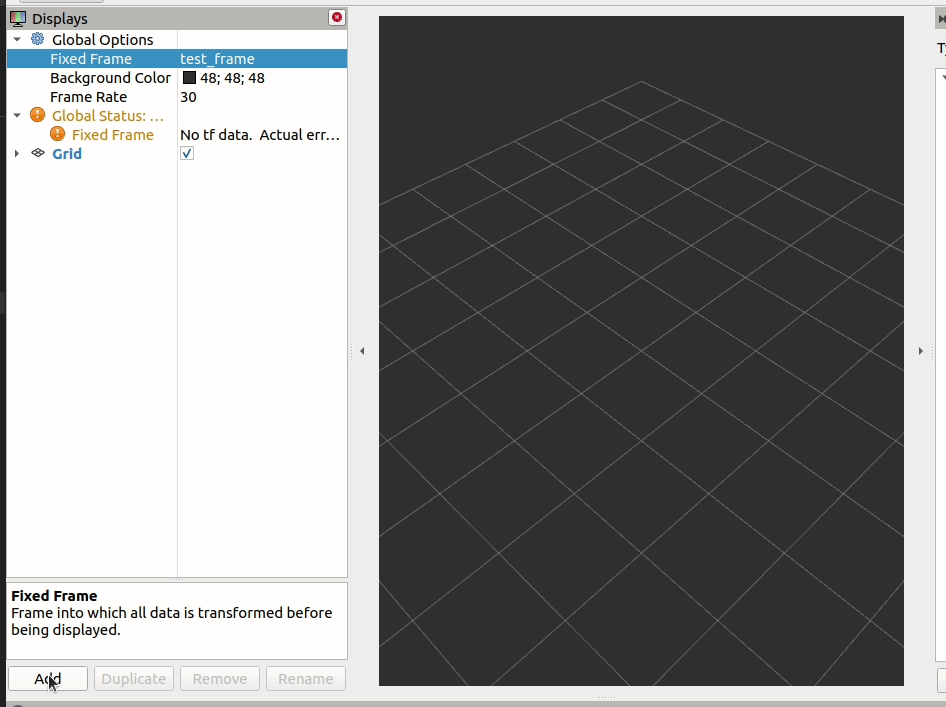 Displays
Global Options
Fixed Frame test_frame
Background Color 48; 48; 48
Frame Rate 30
Global Status: ...
Fixed Frame No tf data. Actual err...
Grid
Fixed Frame
Frame into which all data is transformed before
being displayed.
Add Duplicate Remove Rename